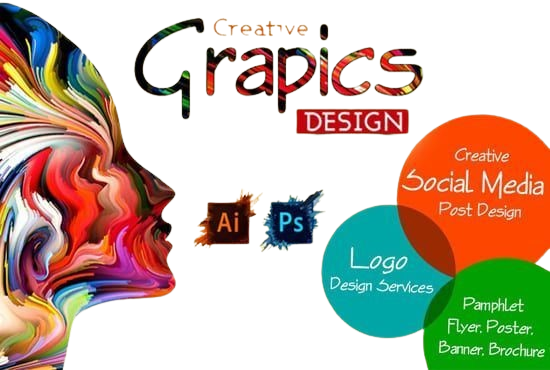 Creative
Grapics
DESIGN
Ai
Ps
Creative
Social Media
Post Design
Logo
Design Services
Pamphlet
Flyer, Poster,
Banner, Brochure